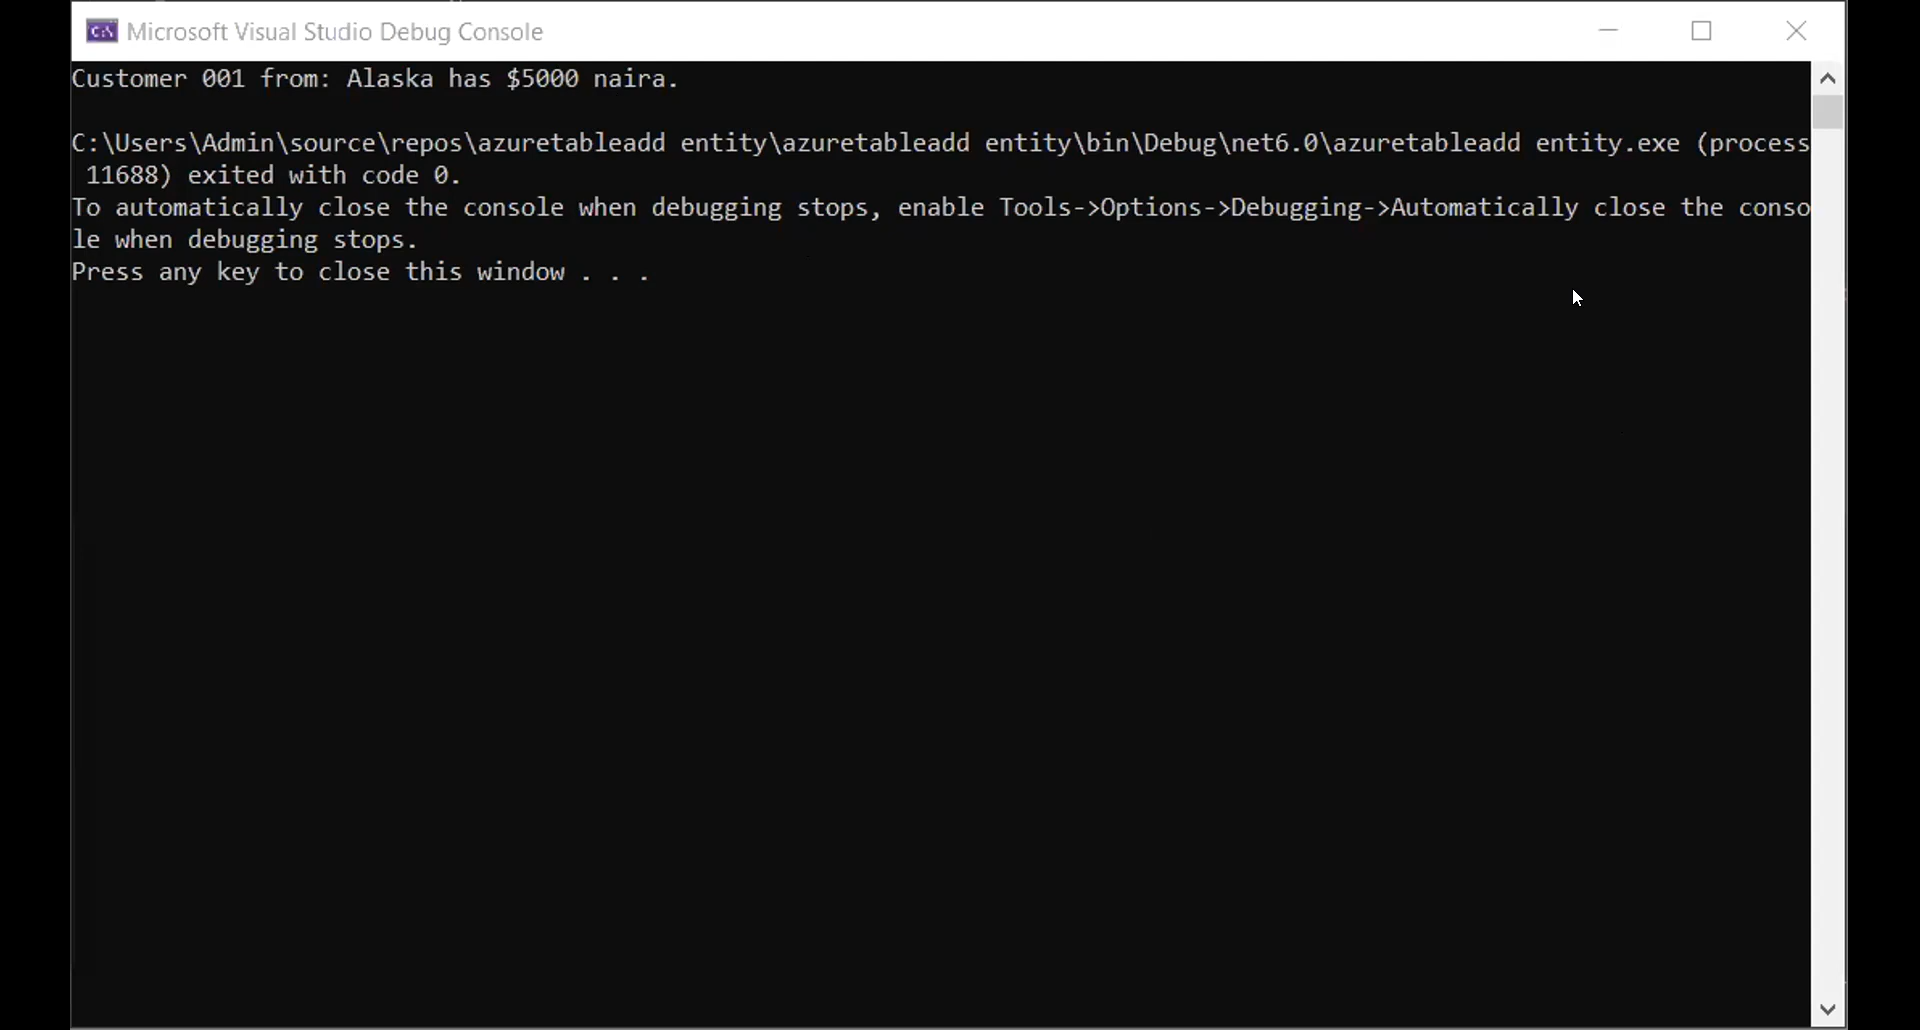 Microsoft Visual Studio Debug Console
Customer 001 from: Alaska has $5000 naira.
C:\Users\Admin\source\repos\azuretableadd entity\azuretableadd entity\bin\Debug\net6.0\azuretableadd entity.exe (process
 11688) exited with code 0.
To automatically close the console when debugging stops, enable Tools->Options->Debugging->Automatically close the conso
le when debugging stops.
Press any key to close this window . . .